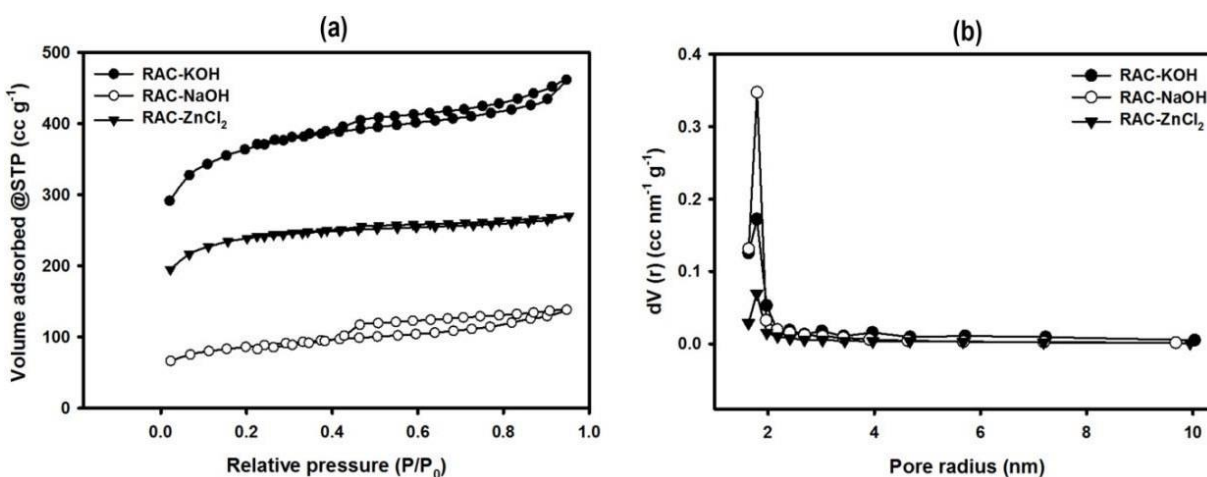 (a)
500
400
300
200
100
0
Volume adsorbed @STP (cc g⁻¹)
RAC-KOH
RAC-NaOH
RAC-ZnCl₂
0.0 0.2 0.4 0.6 0.8 1.0
Relative pressure (P/P₀)
(b)
0.4
0.3
0.2
0.1
0.0
dV (r) (cc nm⁻¹ g⁻¹)
RAC-KOH
RAC-NaOH
RAC-ZnCl₂
2 4 6 8 10
Pore radius (nm)